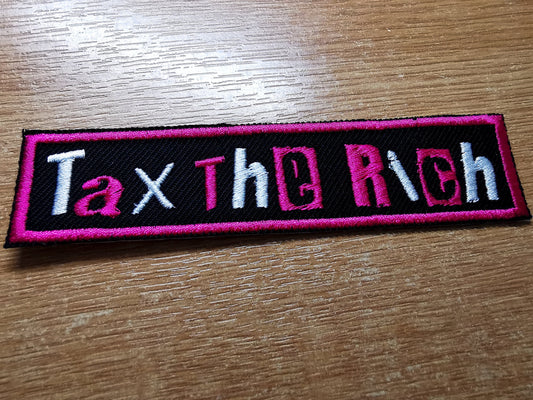 Tax The Rich